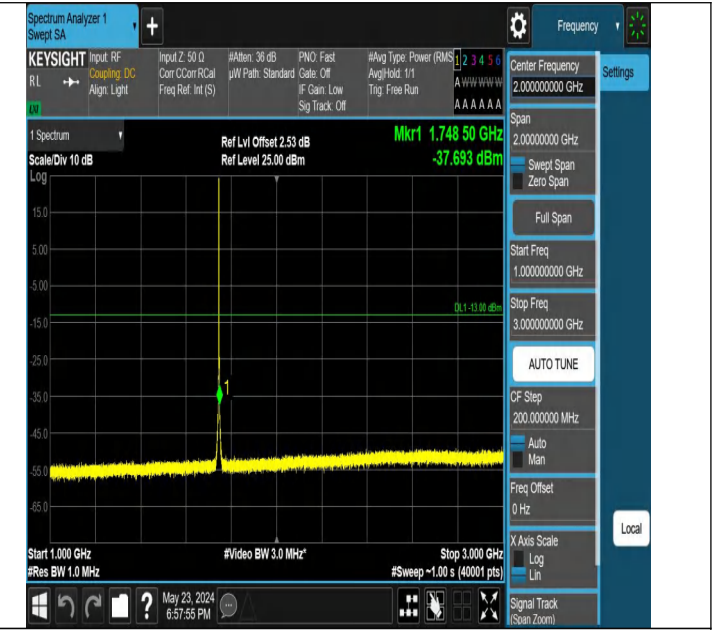 Spectrum Analyzer 1
Swept SA
+
Frequency
KEYSIGHT
RL
LXI
Input: RF
Coupling: DC
Align: Light
Input Z: 50 Ω
Corr CCorr RCal
Freq Ref: Int (S)
#Atten: 36 dB
µW Path: Standard
PNO: Fast
Gate: Off
IF Gain: Low
Sig Track: Off
#Avg Type: Power (RMS
Avg|Hold: 1/1
Trig: Free Run
1 2 3 4 5 6
A W W W W W
A A A A A A
1 Spectrum
Scale/Div 10 dB
Ref Lvl Offset 2.53 dB
Ref Level 25.00 dBm
Mkr1 1.748 50 GHz
-37.693 dBm
Log
15.0
5.00
-5.00
DL1 -13.00 dBm
-15.0
-25.0
-35.0
1
-45.0
-55.0
-65.0
Start 1.000 GHz
#Video BW 3.0 MHz*
Stop 3.000 GHz
#Res BW 1.0 MHz
#Sweep ~1.00 s (40001 pts)
?
May 23, 2024
6:57:55 PM
Center Frequency
2.000000000 GHz
Settings
Span
2.00000000 GHz
Swept Span
Zero Span
Full Span
Start Freq
1.000000000 GHz
Stop Freq
3.000000000 GHz
AUTO TUNE
CF Step
200.000000 MHz
Auto
Man
Freq Offset
0 Hz
Local
X Axis Scale
Log
Lin
Signal Track
(Span Zoom)